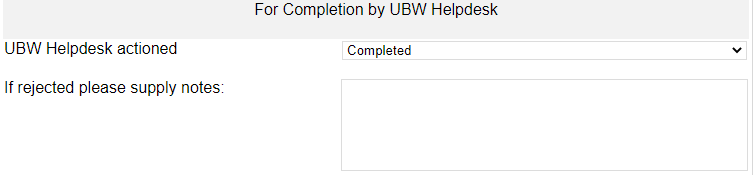 For Completion by UBW Helpdesk
UBW Helpdesk actioned
Completed
If rejected please supply notes: